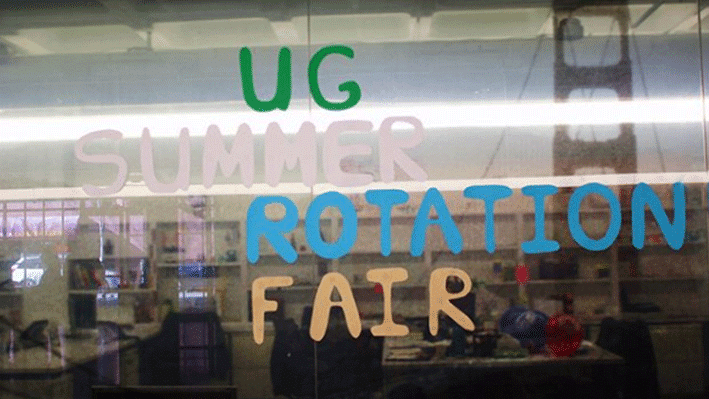 UG
SUMMER
ROTATION
FAIR